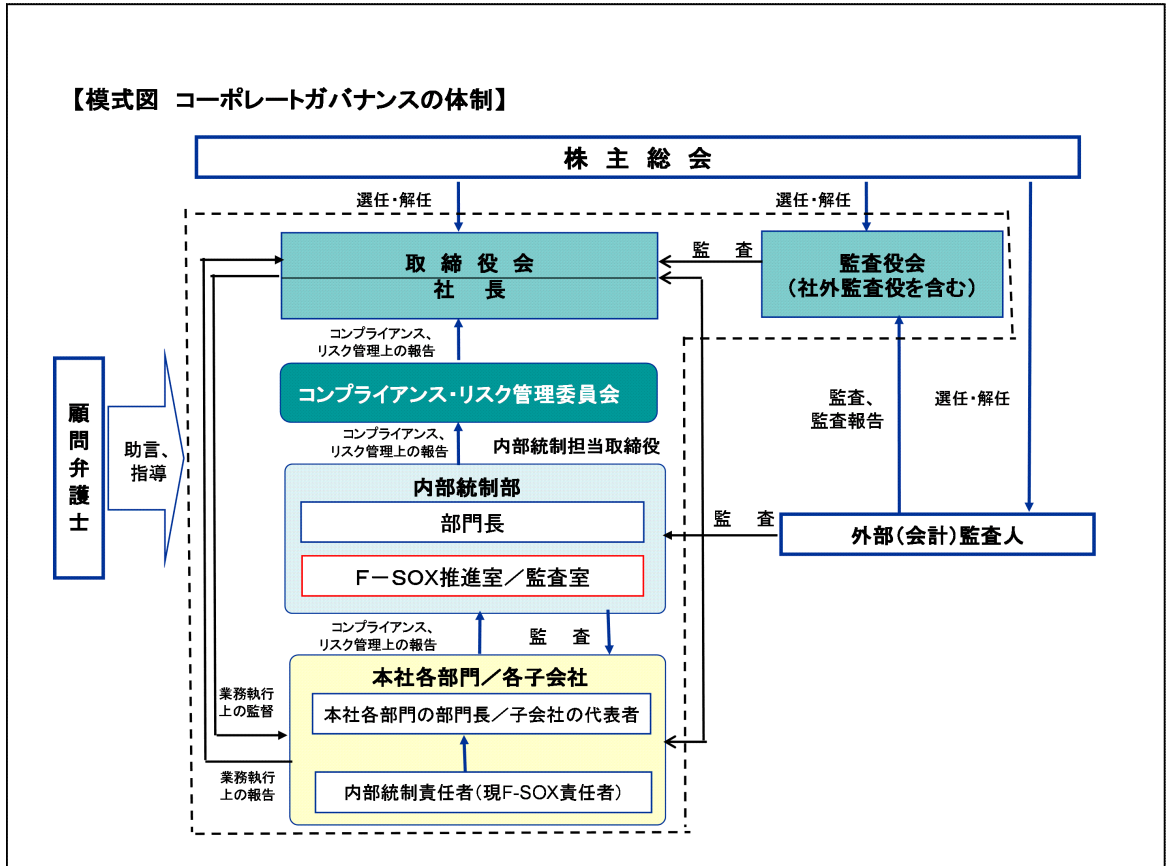 【模式図 コーポレートガバナンスの体制】
株 主 総 会
選任・解任
選任・解任
取 締 役 会
社 長
監 査
監査役会
(社外監査役を含む)
コンプライアンス、
リスク管理上の報告
コンプライアンス・リスク管理委員会
監査、
監査報告
選任・解任
顧問弁護士
助言、
指導
コンプライアンス、
リスク管理上の報告
内部統制担当取締役
内部統制部
部門長
監 査
外部(会計)監査人
F-SOX推進室/監査室
コンプライアンス、
リスク管理上の報告
監 査
本社各部門/各子会社
業務執行
上の監督
本社各部門の部門長/子会社の代表者
業務執行
上の報告
内部統制責任者(現F-SOX責任者)